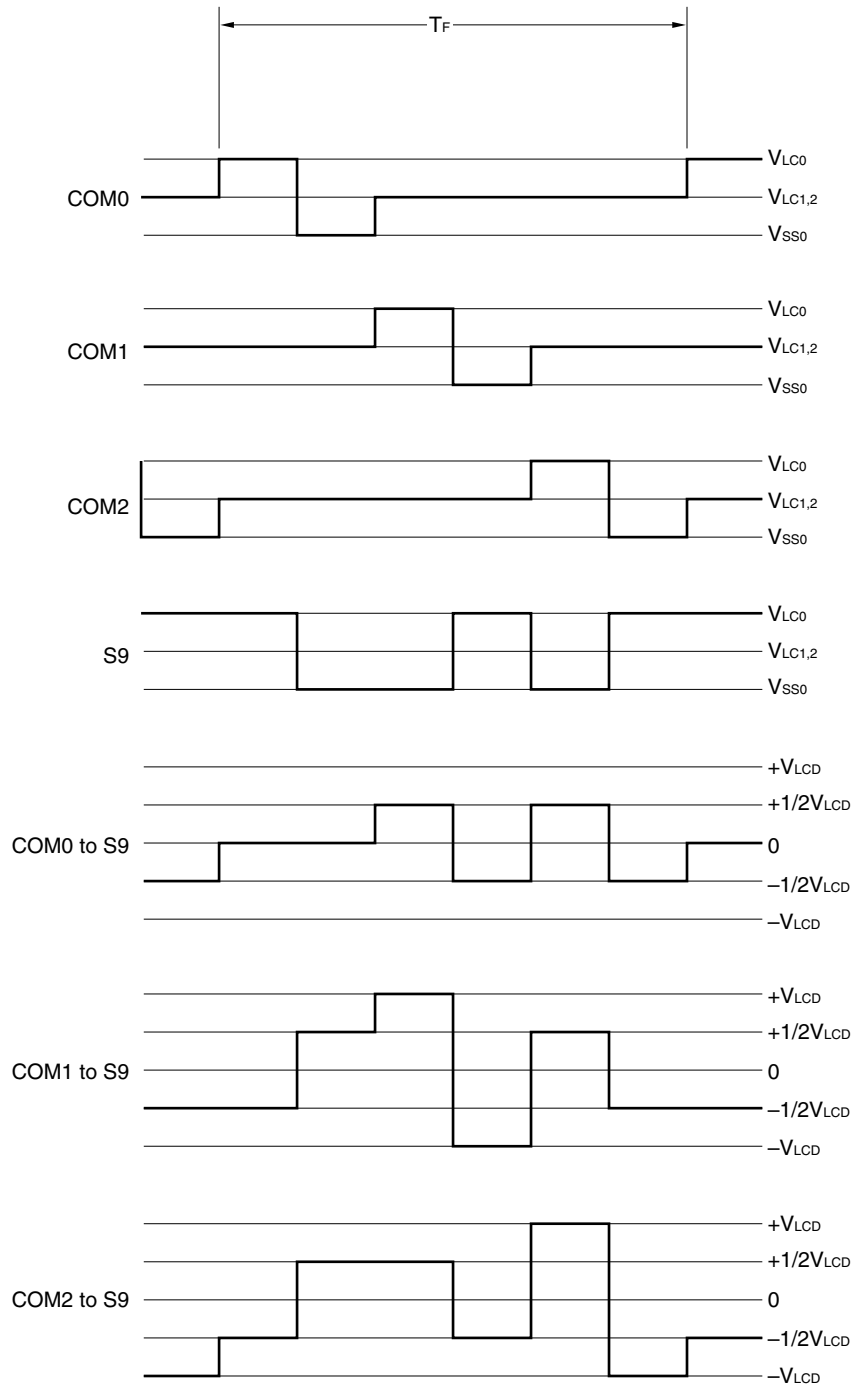 TF
COM0
VLC0
VLC1,2
VSS0
COM1
VLC0
VLC1,2
VSS0
COM2
VLC0
VLC1,2
VSS0
S9
VLC0
VLC1,2
VSS0
COM0 to S9
+VLCD
+1/2VLCD
0
–1/2VLCD
–VLCD
COM1 to S9
+VLCD
+1/2VLCD
0
–1/2VLCD
–VLCD
COM2 to S9
+VLCD
+1/2VLCD
0
–1/2VLCD
–VLCD